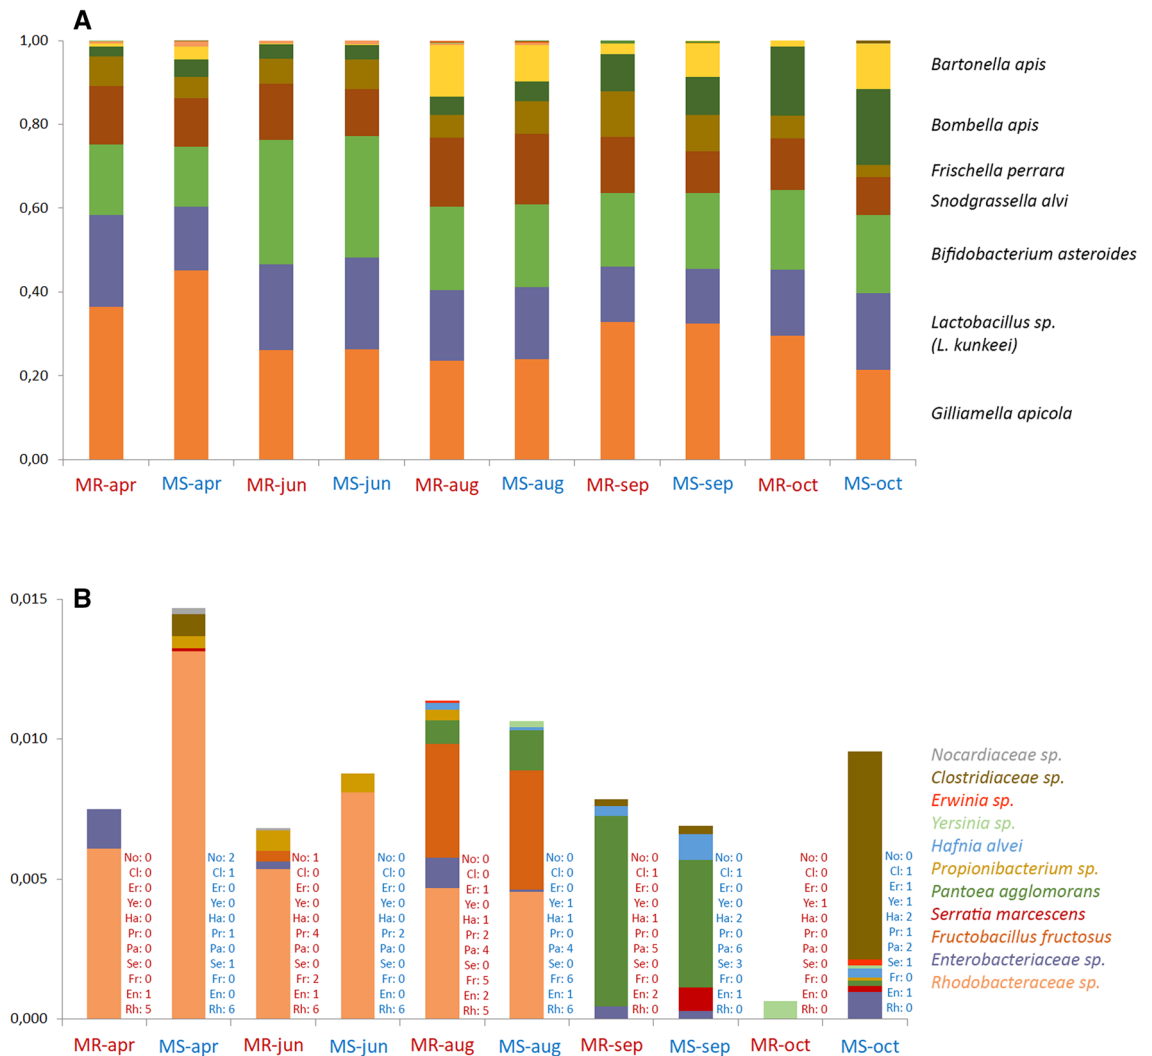 A
1,00
0,80
0,60
0,40
0,20
0,00
MR-apr MS-apr MR-jun MS-jun MR-aug MS-aug MR-sep MS-sep MR-oct MS-oct
Bartonella apis
Bombella apis
Frischella perrara
Snodgrassella alvi
Bifidobacterium asteroides
Lactobacillus sp.
(L. kunkeei)
Gilliamella apicola
B
0,015
0,010
0,005
0,000
No: 0
Cl: 0
Er: 0
Ye: 0
Ha: 0
Pr: 0
Pa: 0
Se: 0
Fr: 0
En: 1
Rh: 5
No: 2
Cl: 1
Er: 0
Ye: 0
Ha: 0
Pr: 1
Pa: 0
Se: 1
Fr: 0
En: 0
Rh: 6
No: 1
Cl: 0
Er: 0
Ye: 0
Ha: 0
Pr: 4
Pa: 0
Se: 0
Fr: 2
En: 1
Rh: 6
No: 0
Cl: 0
Er: 0
Ye: 0
Ha: 0
Pr: 2
Pa: 0
Se: 0
Fr: 0
En: 0
Rh: 6
No: 0
Cl: 0
Er: 1
Ye: 0
Ha: 1
Pr: 2
Pa: 4
Se: 0
Fr: 5
En: 2
Rh: 5
No: 0
Cl: 0
Er: 0
Ye: 1
Ha: 1
Pr: 0
Pa: 4
Se: 0
Fr: 6
En: 1
Rh: 6
No: 0
Cl: 1
Er: 0
Ye: 0
Ha: 1
Pr: 0
Pa: 5
Se: 0
Fr: 0
En: 2
Rh: 0
No: 0
Cl: 1
Er: 0
Ye: 0
Ha: 2
Pr: 0
Pa: 6
Se: 3
Fr: 0
En: 1
Rh: 0
No: 0
Cl: 0
Er: 0
Ye: 1
Ha: 0
Pr: 0
Pa: 0
Se: 0
Fr: 0
En: 0
Rh: 0
No: 0
Cl: 1
Er: 1
Ye: 1
Ha: 2
Pr: 1
Pa: 2
Se: 1
Fr: 0
En: 1
Rh: 0
MR-apr MS-apr MR-jun MS-jun MR-aug MS-aug MR-sep MS-sep MR-oct MS-oct
Nocardiaceae sp.
Clostridiaceae sp.
Erwinia sp.
Yersinia sp.
Hafnia alvei
Propionibacterium sp.
Pantoea agglomorans
Serratia marcescens
Fructobacillus fructosus
Enterobacteriaceae sp.
Rhodobacteraceae sp.